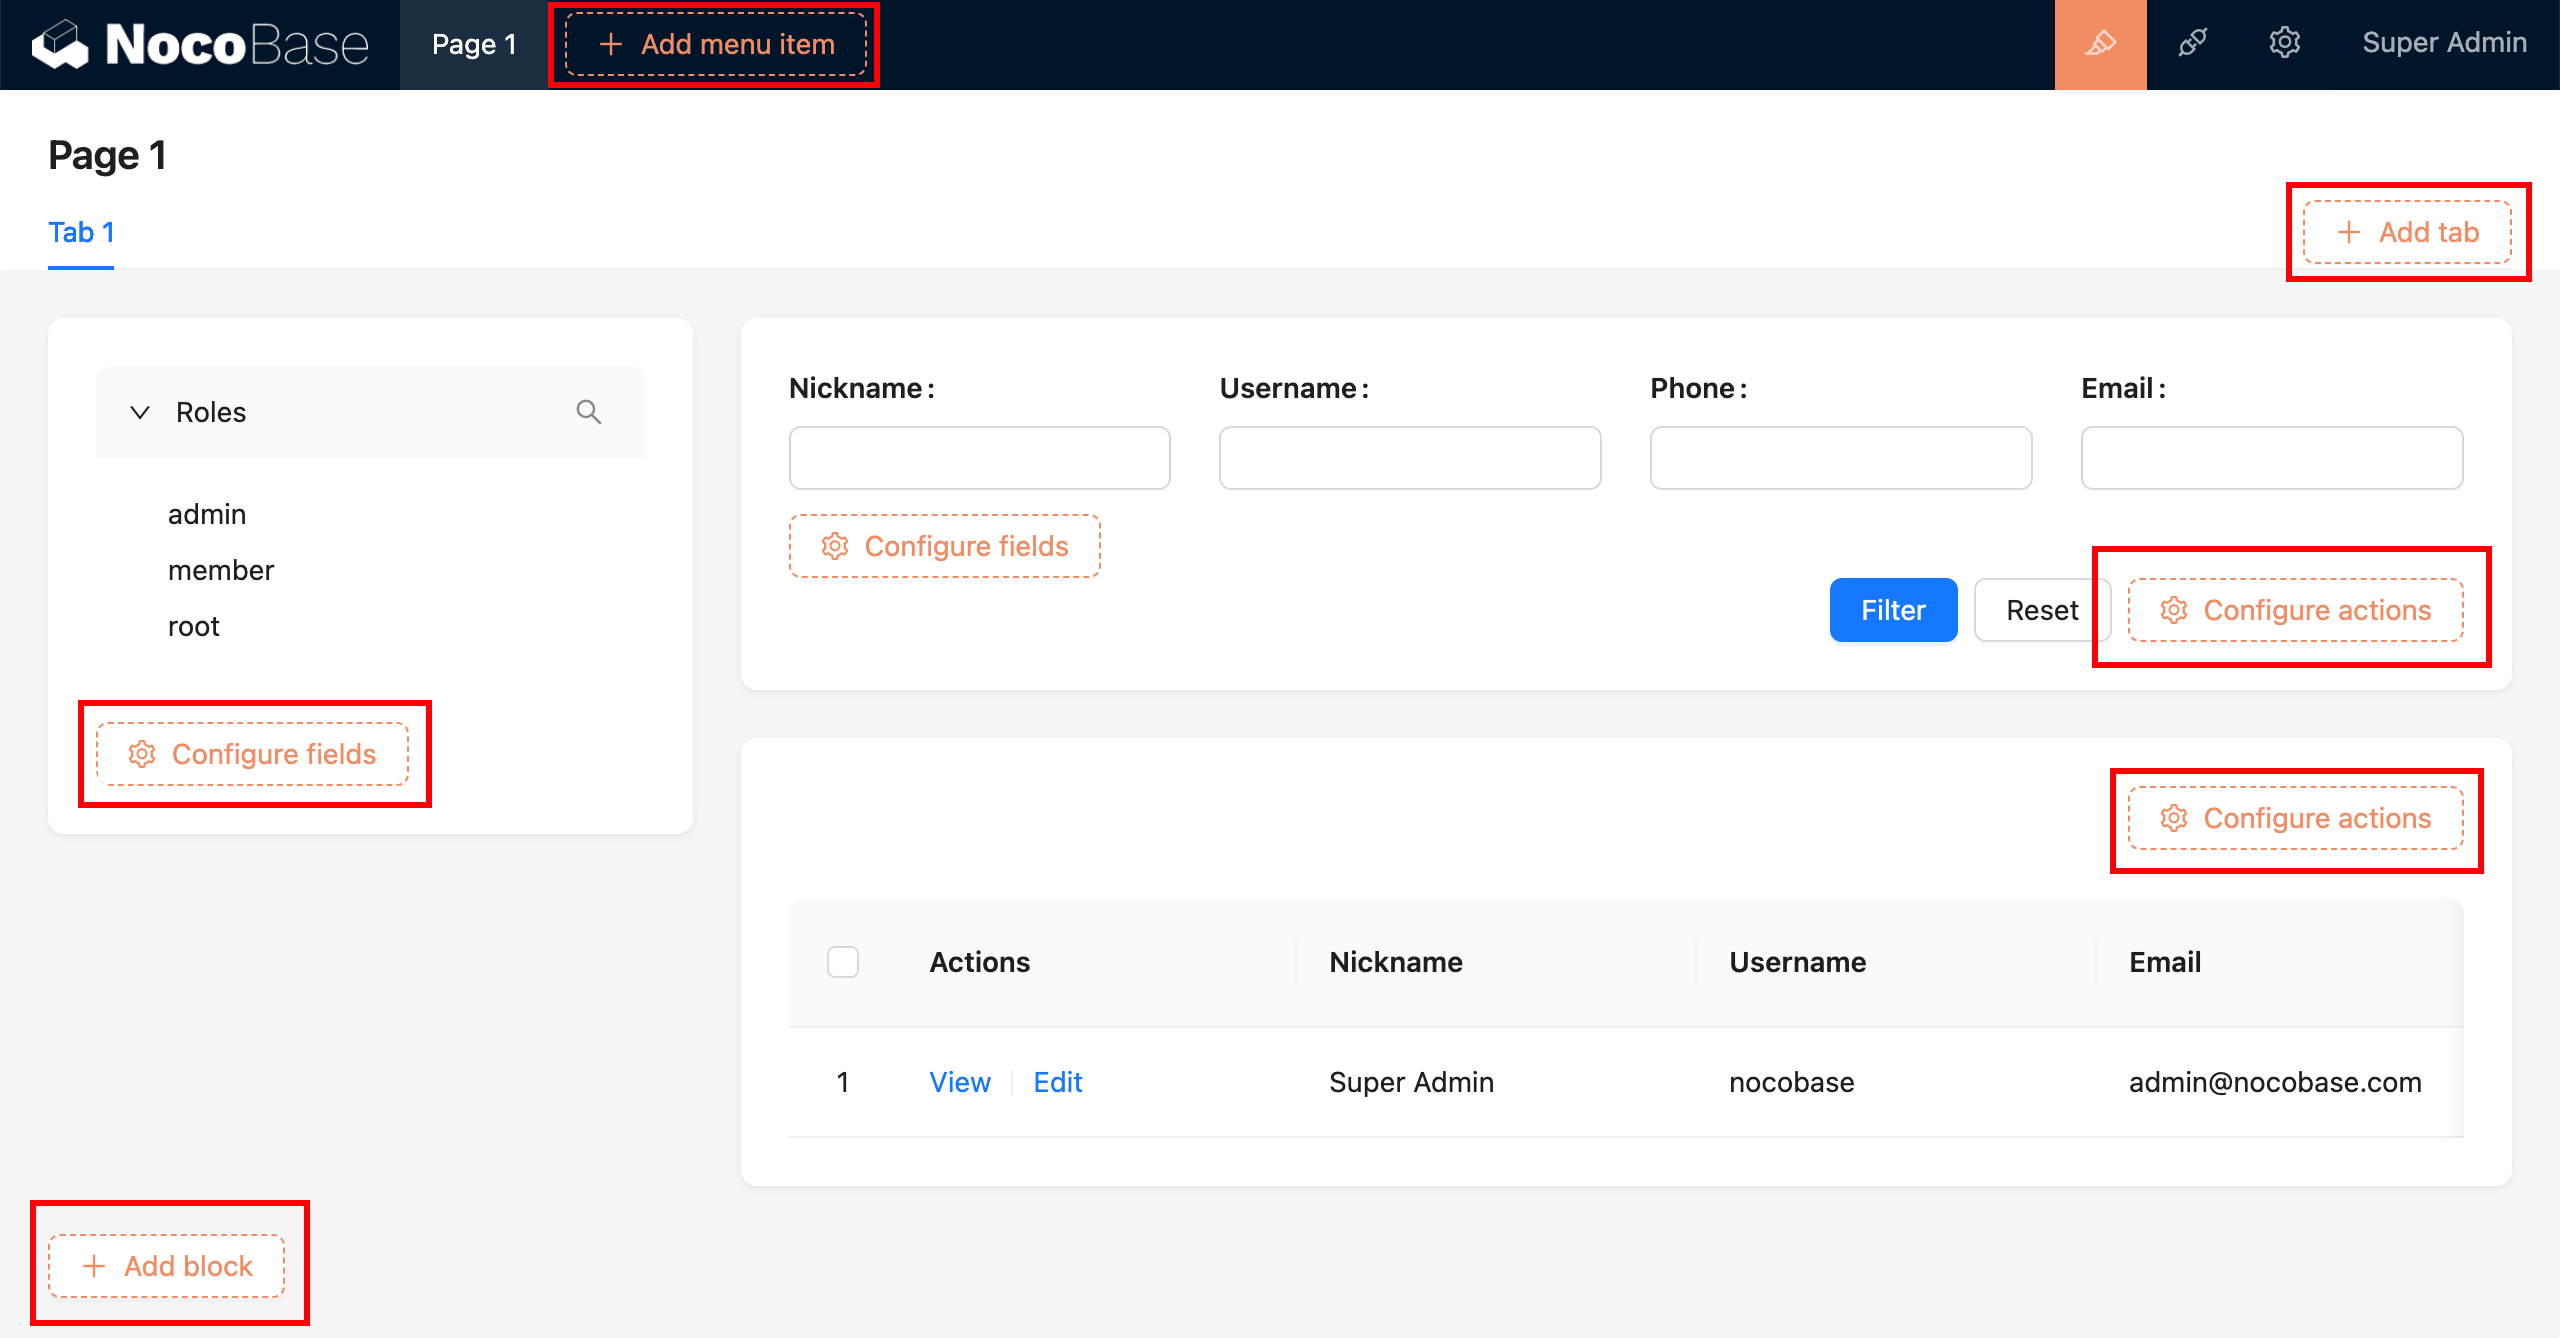 NocoBase Page 1 + Add menu item Super Admin
Page 1
Tab 1 + Add tab
Roles
admin
member
root
Configure fields
Nickname : Username : Phone : Email :
Configure fields
Filter Reset Configure actions
Configure actions
Actions Nickname Username Email
1 View Edit Super Admin nocobase admin@nocobase.com
+ Add block